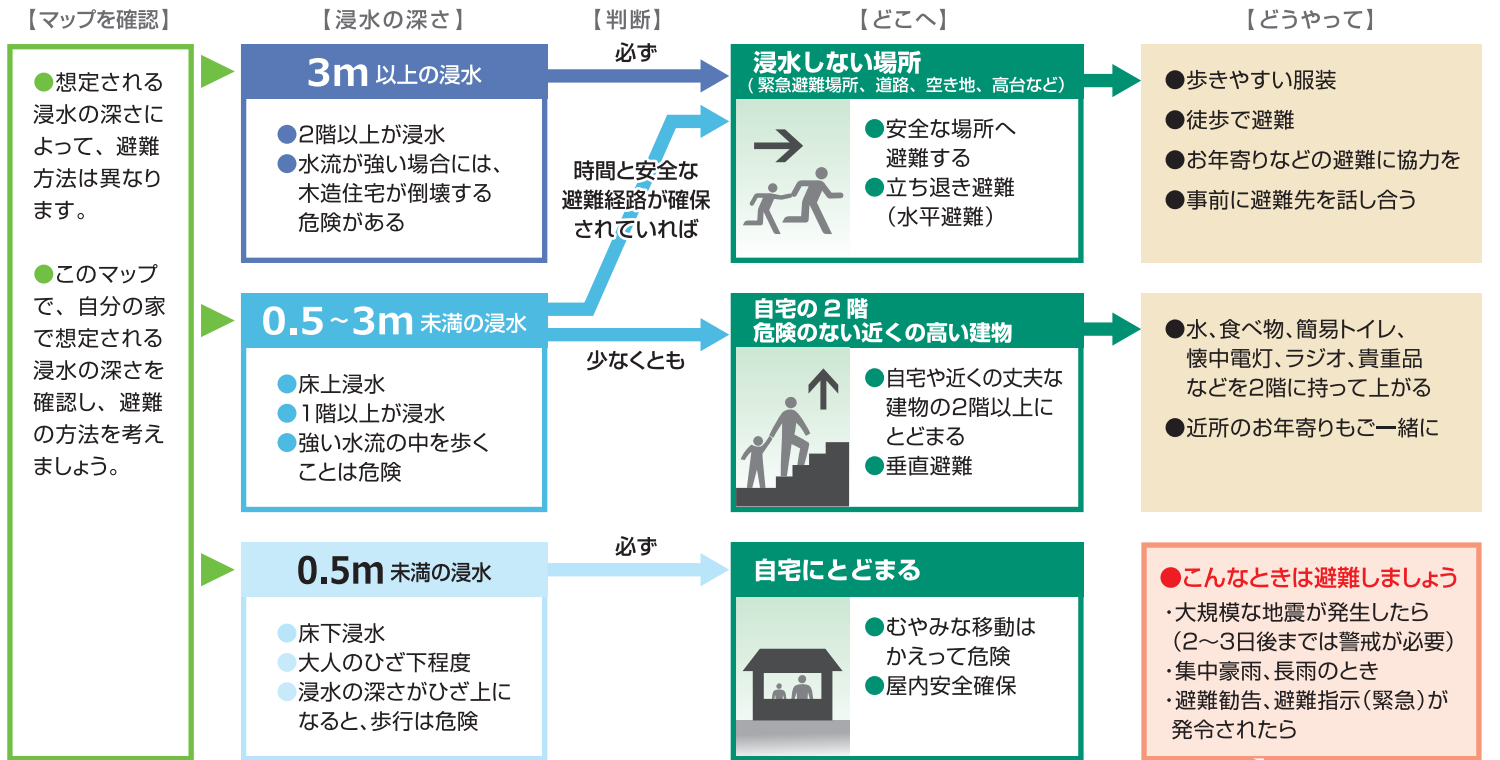 【マップを確認】
●想定される
浸水の深さに
よって、避難
方法は異なり
ます。
●このマップ
で、自分の家
で想定される
浸水の深さを
確認し、避難
の方法を考え
ましょう。
【浸水の深さ】
3m 以上の浸水
●2階以上が浸水
●水流が強い場合には、
木造住宅が倒壊する
危険がある
0.5~3m 未満の浸水
●床上浸水
●1階以上が浸水
●強い水流の中を歩く
ことは危険
0.5m 未満の浸水
●床下浸水
●大人のひざ下程度
●浸水の深さがひざ上に
なると、歩行は危険
【判断】
必ず
時間と安全な
避難経路が確保
されていれば
少なくとも
必ず
【どこへ】
浸水しない場所
(緊急避難場所、道路、空き地、高台など)
●安全な場所へ
避難する
●立ち退き避難
(水平避難)
自宅の2階
危険のない近くの高い建物
●自宅や近くの丈夫な
建物の2階以上に
とどまる
●垂直避難
自宅にとどまる
●むやみな移動は
かえって危険
●屋内安全確保
【どうやって】
●歩きやすい服装
●徒歩で避難
●お年寄りなどの避難に協力を
●事前に避難先を話し合う
●水、食べ物、簡易トイレ、
懐中電灯、ラジオ、貴重品
などを2階に持って上がる
●近所のお年寄りもご一緒に
●こんなときは避難しましょう
・大規模な地震が発生したら
(2〜3日後までは警戒が必要)
・集中豪雨、長雨のとき
・避難勧告、避難指示(緊急)が
発令されたら